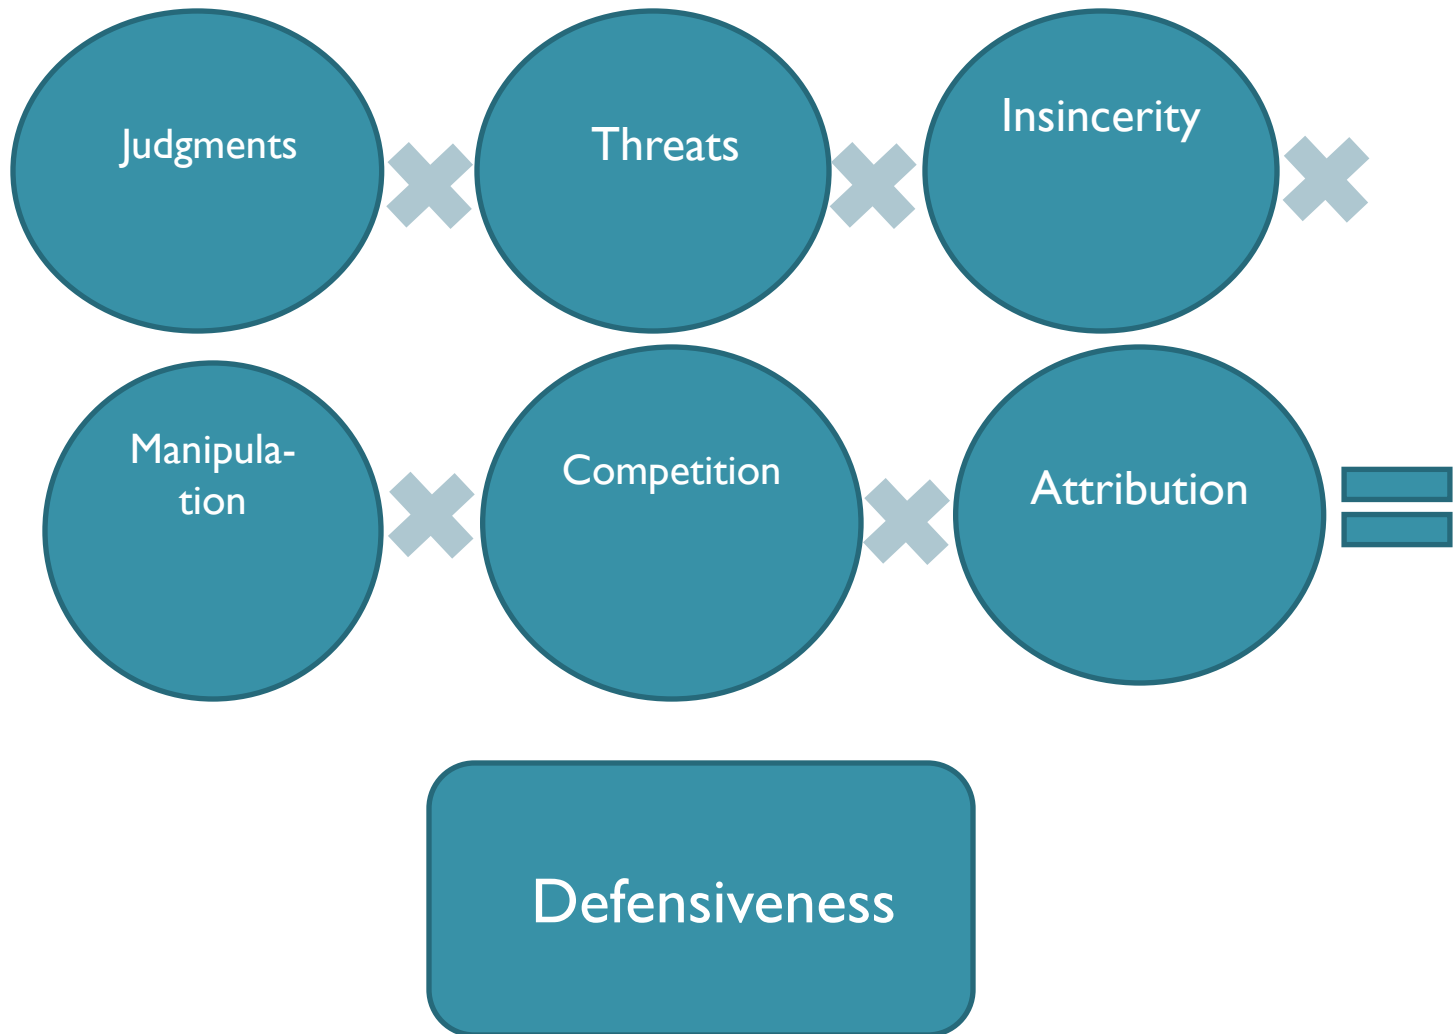 Judgments
Threats
Insincerity
Manipula-
tion
Competition
Attribution
Defensiveness